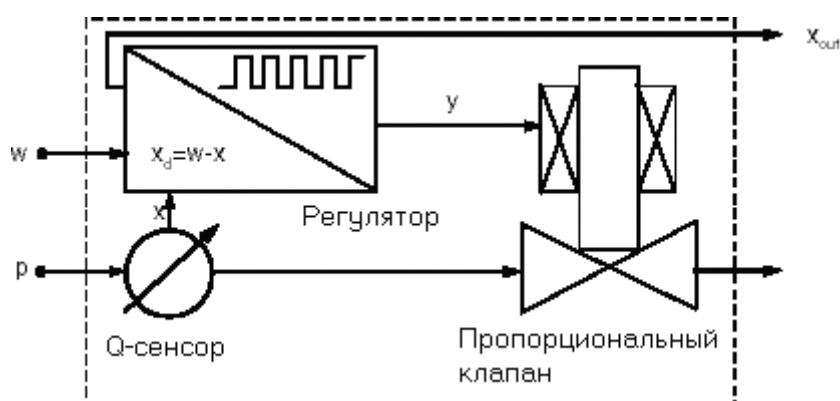 x_out
y
w
x_d=w-x
x
Регулятор
p
Q-сенсор
Пропорциональный
клапан